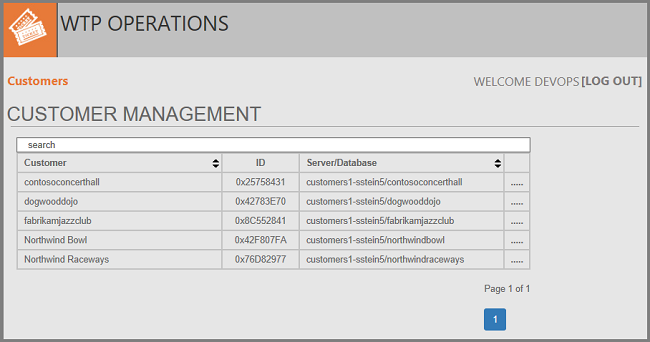 WTP OPERATIONS
Customers WELCOME DEVOPS [LOG OUT]
CUSTOMER MANAGEMENT
search
Customer ID Server/Database
contosoconcerthall 0x25758431 customers1-sstein5/contosoconcerthall .....
dogwooddojo 0x42783E70 customers1-sstein5/dogwooddojo .....
fabrikamjazzclub 0x8C552841 customers1-sstein5/fabrikamjazzclub .....
Northwind Bowl 0x42F807FA customers1-sstein5/northwindbowl .....
Northwind Raceways 0x76D82977 customers1-sstein5/northwindraceways .....
Page 1 of 1
1